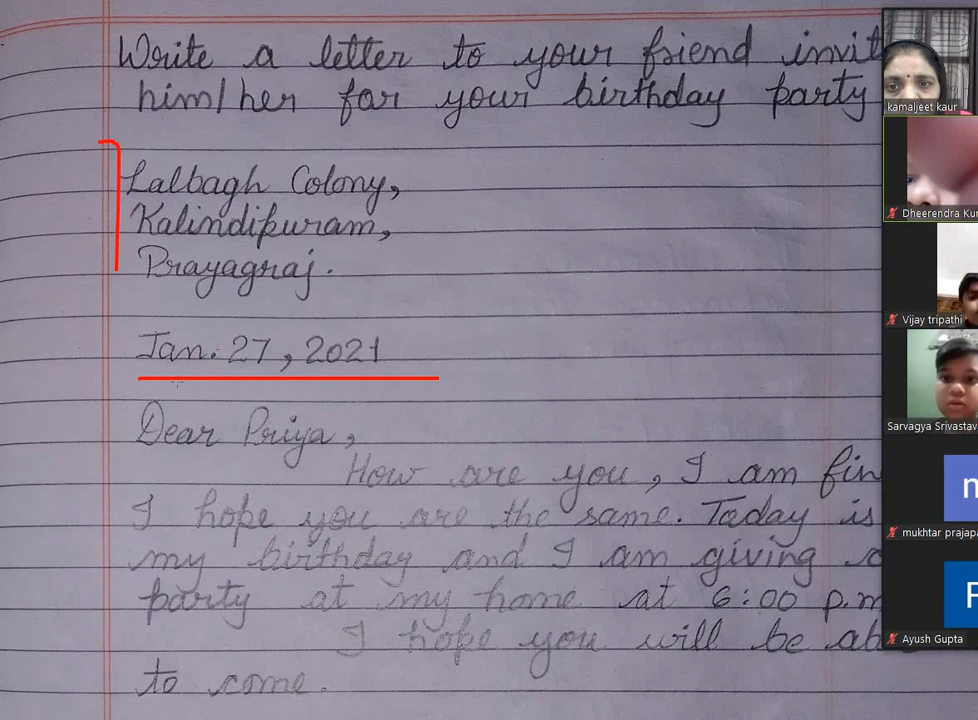 Write a letter to your friend invit
him/her for your birthday party
Lalbagh Colony,
Kalindipuram,
Prayagraj.
Jan. 27, 2021
Dear Priya,
How are you, I am fin
I hope you are the same. Today is
my birthday and I am giving a
party at my home at 6:00 p.m
I hope you will be ab
to come.
kamaljeet kaur
Dheerendra Ku
Vijay tripathi
Sarvagya Srivastav
m
mukhtar prajapa
F
Ayush Gupta